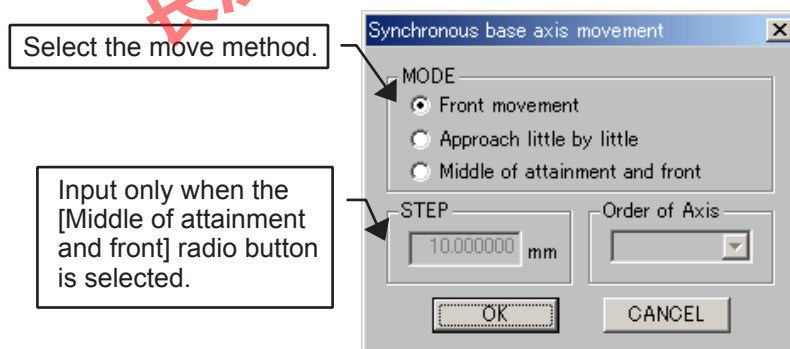 Select the move method.
Synchronous base axis movement
MODE
Front movement
Approach little by little
Middle of attainment and front
Input only when the
[Middle of attainment
and front] radio button
is selected.
STEP
10.000000 mm
Order of Axis
OK
CANCEL